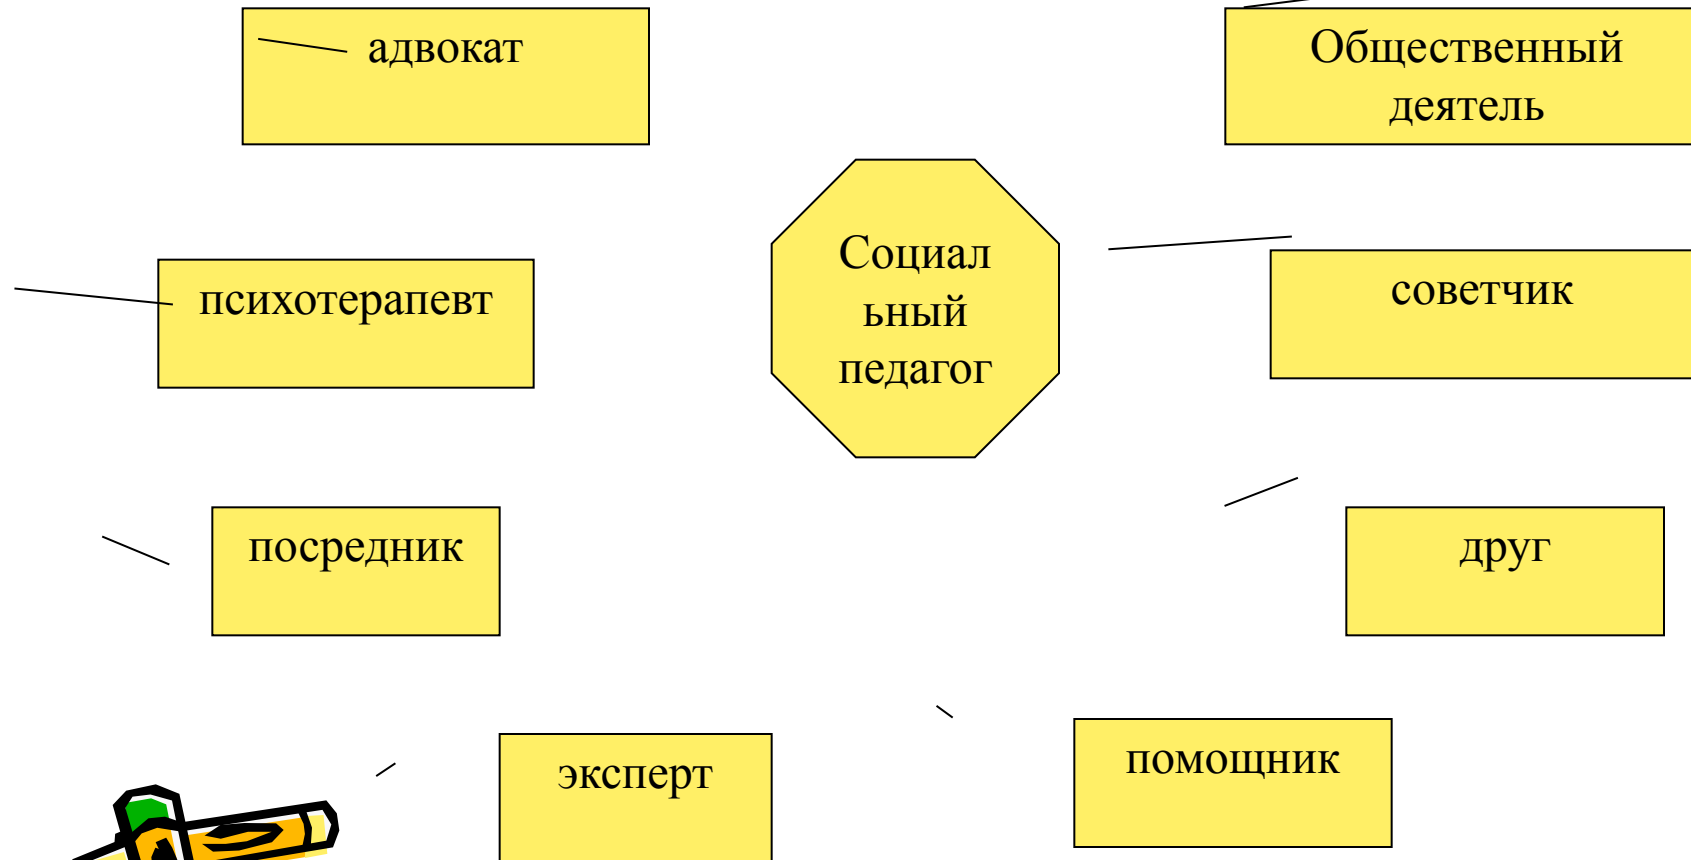 адвокат
Общественный
деятель
Социал
ьный
педагог
психотерапевт
советчик
посредник
друг
эксперт
помощник